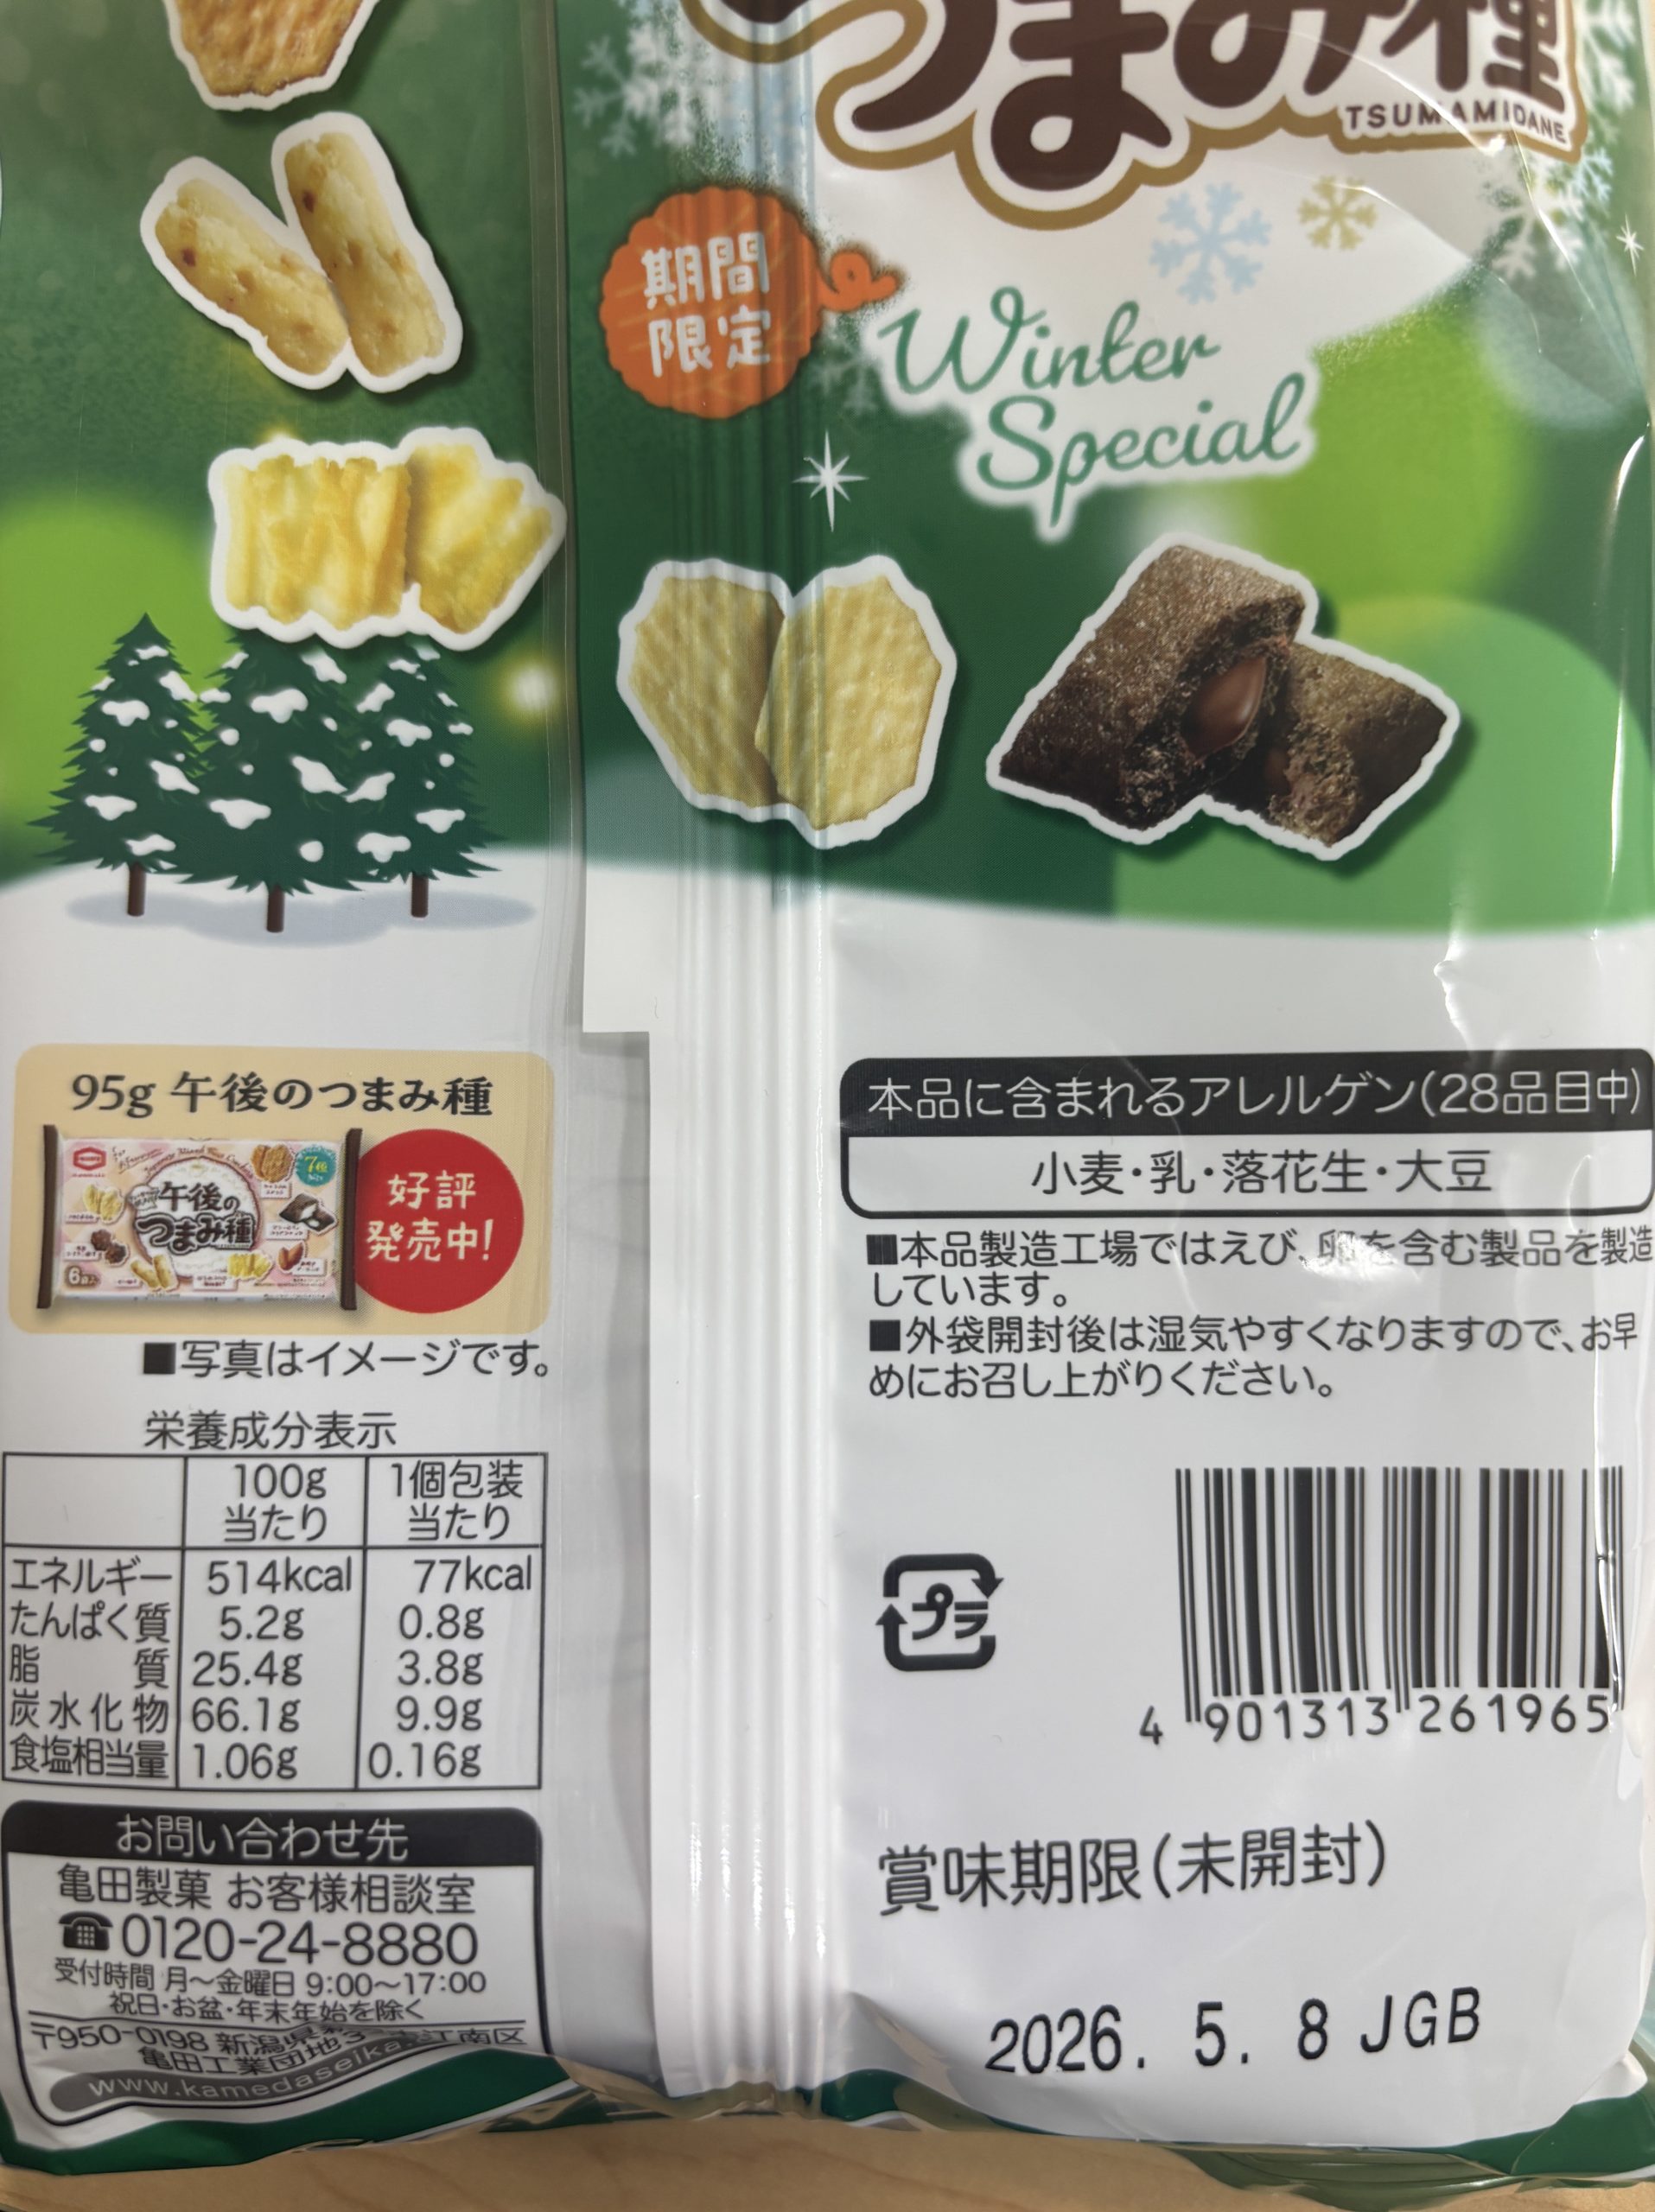 つまみ種
TSUMAMIDANE
期間
限定
Winter
Special
95g 午後のつまみ種
午後の
つまみ種
7種
6袋入
好評
発売中!
■写真はイメージです。
栄養成分表示
100g 当たり 1個包装 当たり
エネルギー 514kcal 77kcal
たんぱく質 5.2g 0.8g
脂質 25.4g 3.8g
炭水化物 66.1g 9.9g
食塩相当量 1.06g 0.16g
お問い合わせ先
亀田製菓 お客様相談室
0120-24-8880
受付時間 月～金曜日 9:00～17:00
祝日・お盆・年末年始を除く
〒950-0198 新潟県 江南区
亀田工業団地3
www.kamedaseika.
本品に含まれるアレルゲン(28品目中)
小麦・乳・落花生・大豆
■本品製造工場ではえび、卵を含む製品を製造
しています。
■外袋開封後は湿気やすくなりますので、お早
めにお召し上がりください。
プラ
4 901313 261965
賞味期限(未開封)
2026. 5. 8 JGB